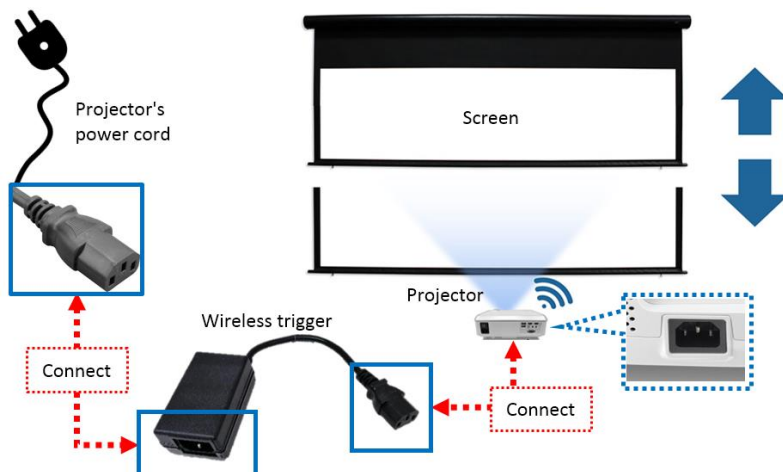 Projector's
power cord
Screen
Projector
Wireless trigger
Connect
Connect